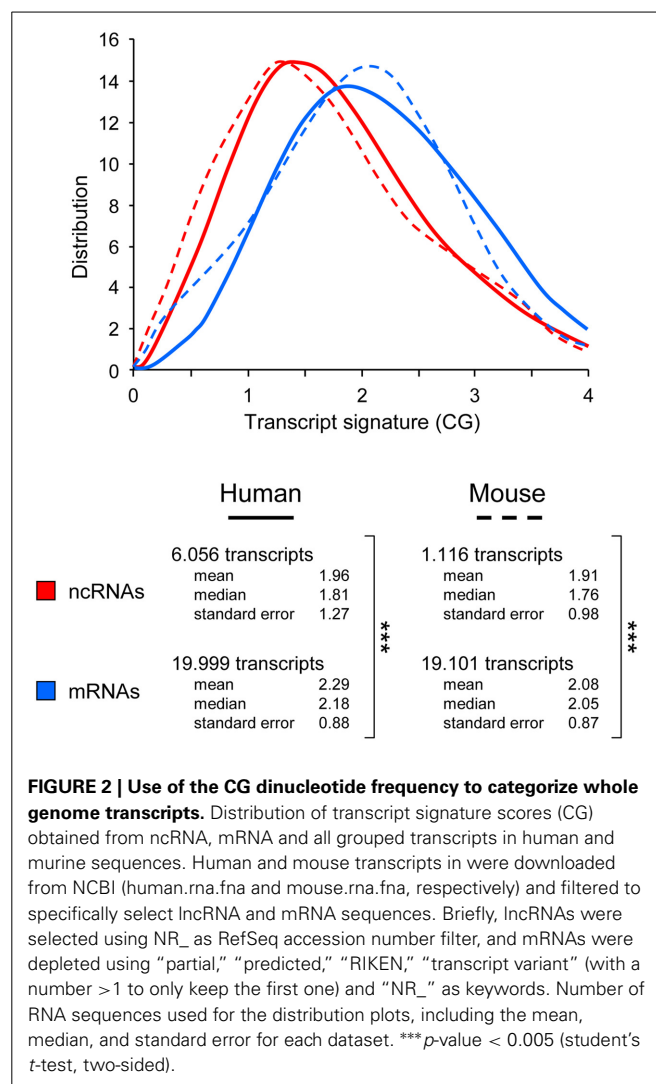 16
14
12
10
8
6
4
2
0
Distribution
0 1 2 3 4
Transcript signature (CG)
Human Mouse
ncRNAs
6.056 transcripts
mean 1.96
median 1.81
standard error 1.27
1.116 transcripts
mean 1.91
median 1.76
standard error 0.98
***
***
mRNAs
19.999 transcripts
mean 2.29
median 2.18
standard error 0.88
19.101 transcripts
mean 2.08
median 2.05
standard error 0.87
FIGURE 2 | Use of the CG dinucleotide frequency to categorize whole
genome transcripts. Distribution of transcript signature scores (CG)
obtained from ncRNA, mRNA and all grouped transcripts in human and
murine sequences. Human and mouse transcripts in were downloaded
from NCBI (human.rna.fna and mouse.rna.fna, respectively) and filtered to
specifically select lncRNA and mRNA sequences. Briefly, lncRNAs were
selected using NR_ as RefSeq accession number filter, and mRNAs were
depleted using “partial,” “predicted,” “RIKEN,” “transcript variant” (with a
number >1 to only keep the first one) and “NR_” as keywords. Number of
RNA sequences used for the distribution plots, including the mean,
median, and standard error for each dataset. ***p-value < 0.005 (student’s
t-test, two-sided).